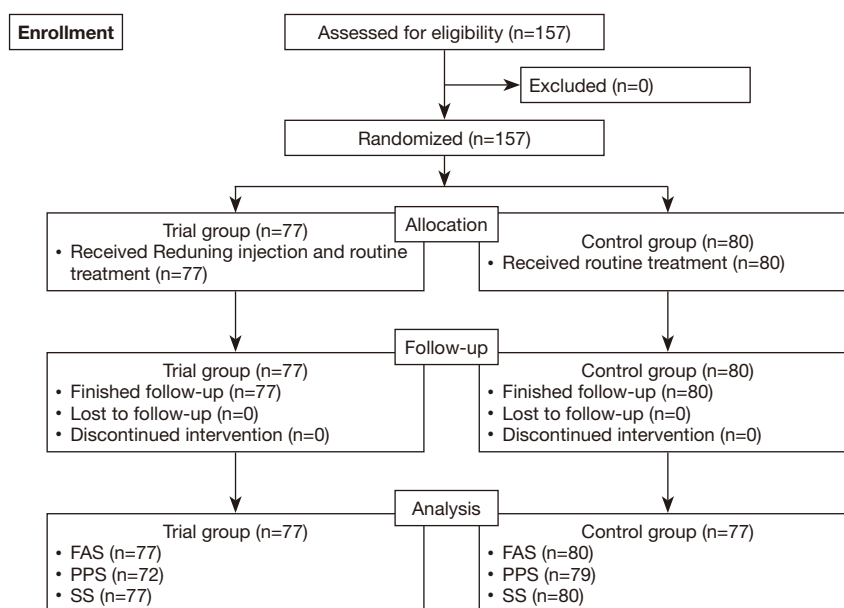 Enrollment
Assessed for eligibility (n=157)
Excluded (n=0)
Randomized (n=157)
Allocation
Trial group (n=77)
• Received Reduning injection and routine
treatment (n=77)
Control group (n=80)
• Received routine treatment (n=80)
Follow-up
Trial group (n=77)
• Finished follow-up (n=77)
• Lost to follow-up (n=0)
• Discontinued intervention (n=0)
Control group (n=80)
• Finished follow-up (n=80)
• Lost to follow-up (n=0)
• Discontinued intervention (n=0)
Analysis
Trial group (n=77)
• FAS (n=77)
• PPS (n=72)
• SS (n=77)
Control group (n=77)
• FAS (n=80)
• PPS (n=79)
• SS (n=80)